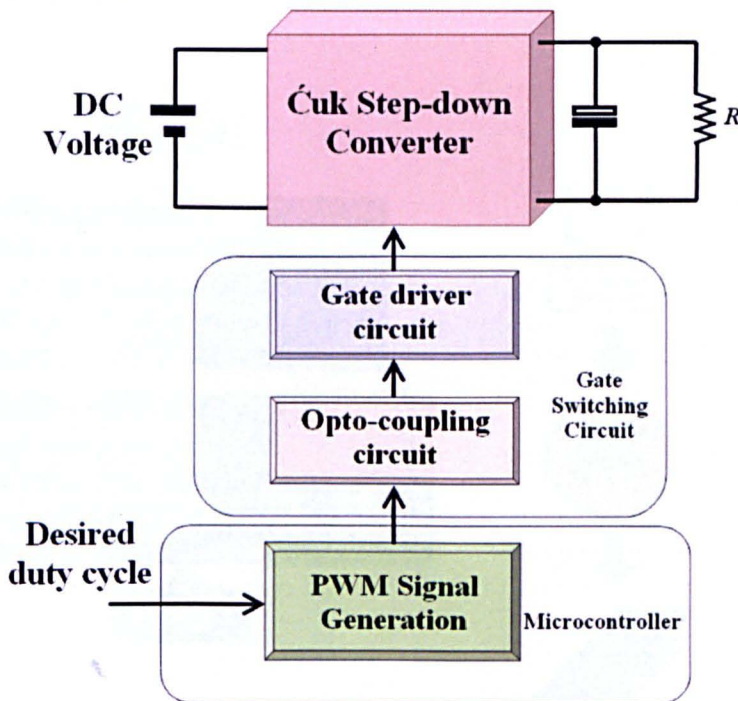 Ćuk Step-down
Converter
DC
Voltage
R
Gate driver
circuit
Gate
Switching
Circuit
Opto-coupling
circuit
Desired
duty cycle
PWM Signal
Generation
Microcontroller